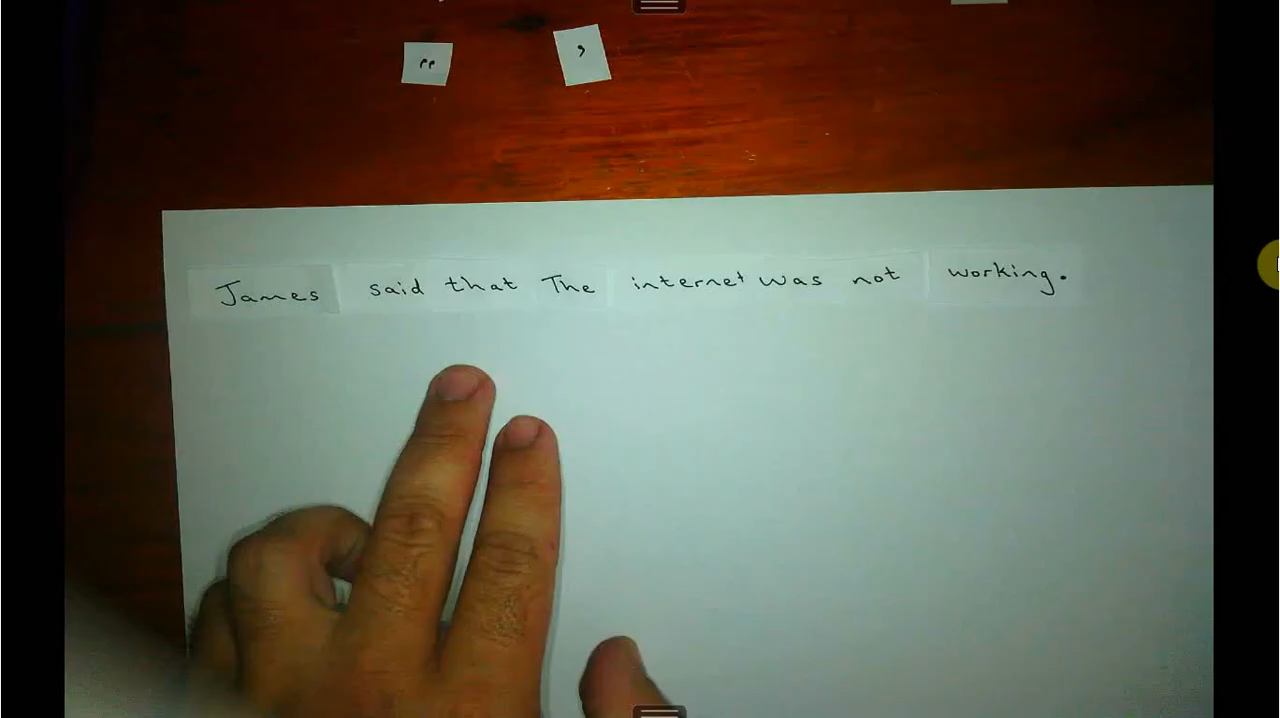 “ ,
James said that The internet was not working.